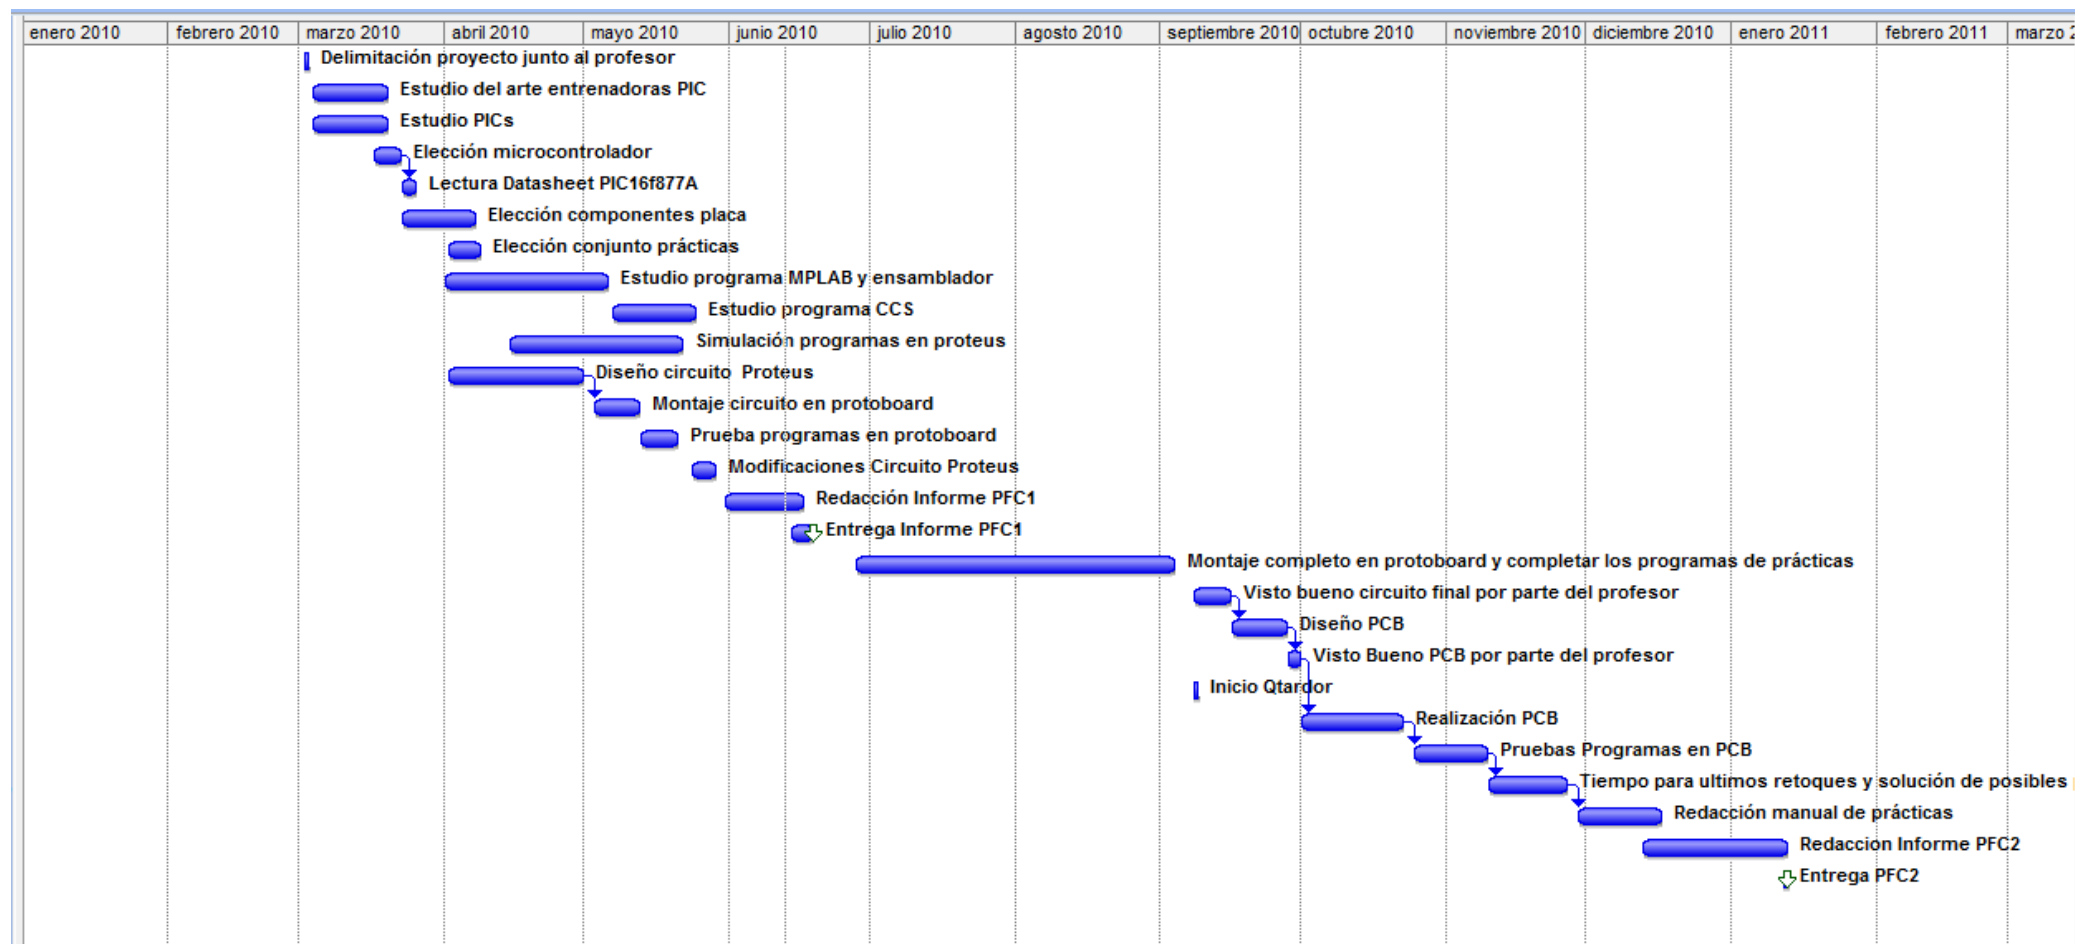 enero 2010 febrero 2010 marzo 2010 abril 2010 mayo 2010 junio 2010 julio 2010 agosto 2010 septiembre 2010 octubre 2010 noviembre 2010 diciembre 2010 enero 2011 febrero 2011 marzo 2
Delimitación proyecto junto al profesor
Estudio del arte entrenadoras PIC
Estudio PICs
Elección microcontrolador
Lectura Datasheet PIC16f877A
Elección componentes placa
Elección conjunto prácticas
Estudio programa MPLAB y ensamblador
Estudio programa CCS
Simulación programas en proteus
Diseño circuito Proteus
Montaje circuito en protoboard
Prueba programas en protoboard
Modificaciones Circuito Proteus
Redacción Informe PFC1
Entrega Informe PFC1
Montaje completo en protoboard y completar los programas de prácticas
Visto bueno circuito final por parte del profesor
Diseño PCB
Visto Bueno PCB por parte del profesor
Inicio Qtardor
Realización PCB
Pruebas Programas en PCB
Tiempo para ultimos retoques y solución de posibles
Redacción manual de prácticas
Redaccion Informe PFC2
Entrega PFC2